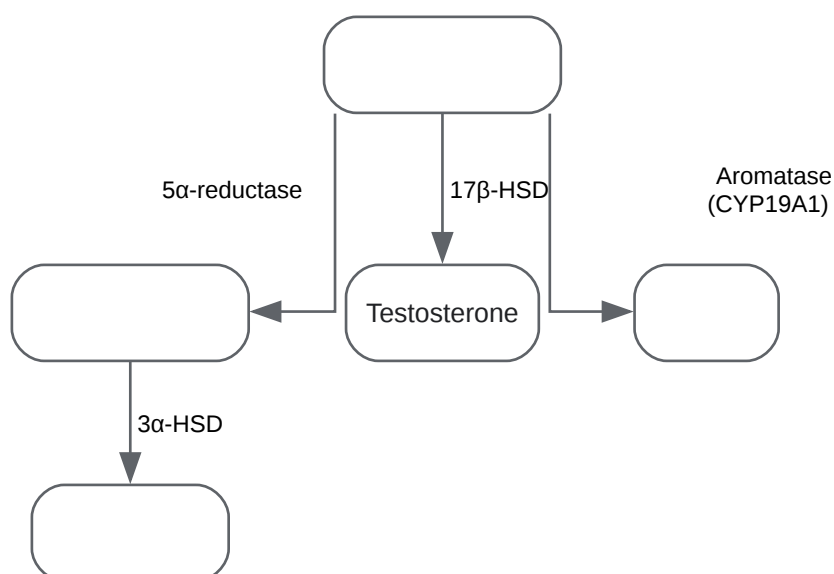 5α-reductase
17β-HSD
Aromatase
(CYP19A1)
Testosterone
3α-HSD